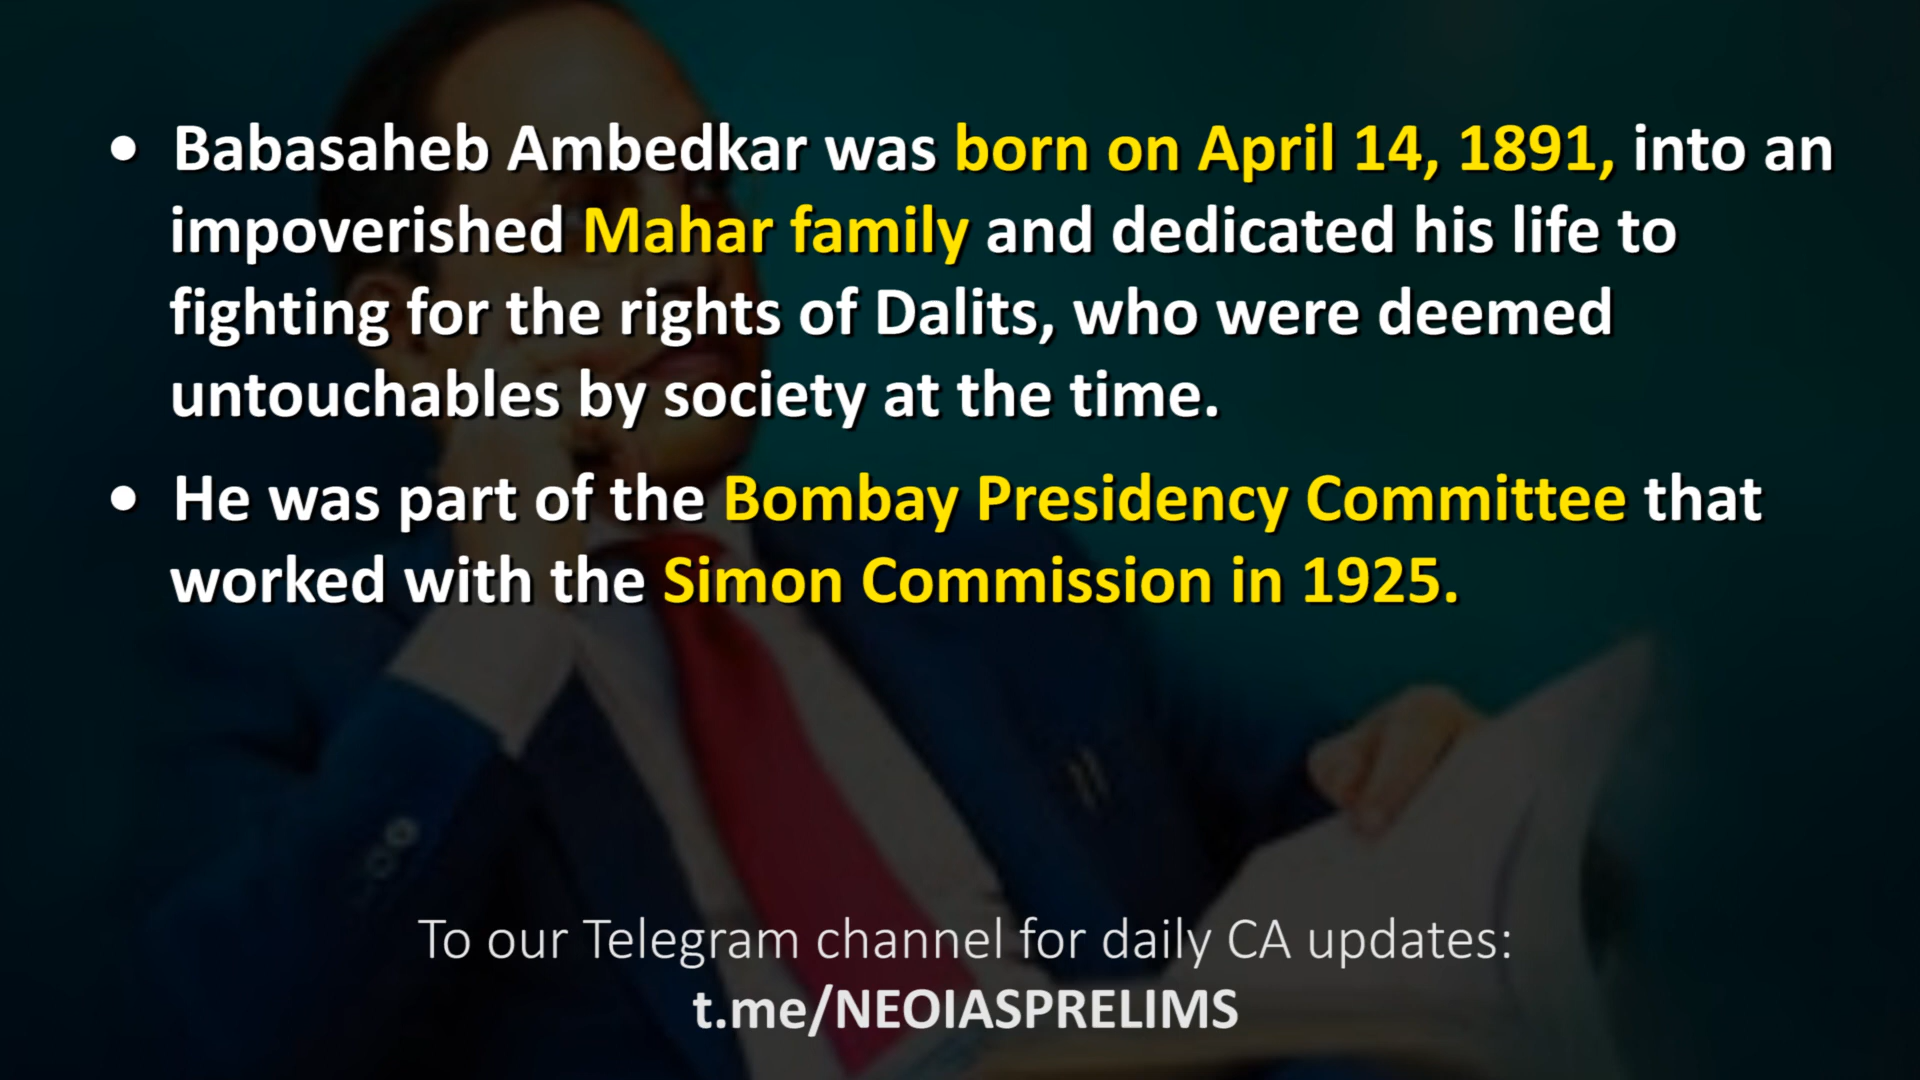 • Babasaheb Ambedkar was born on April 14, 1891, into an
impoverished Mahar family and dedicated his life to
fighting for the rights of Dalits, who were deemed
untouchables by society at the time.
• He was part of the Bombay Presidency Committee that
worked with the Simon Commission in 1925.
To our Telegram channel for daily CA updates:
t.me/NEOIASPRELIMS